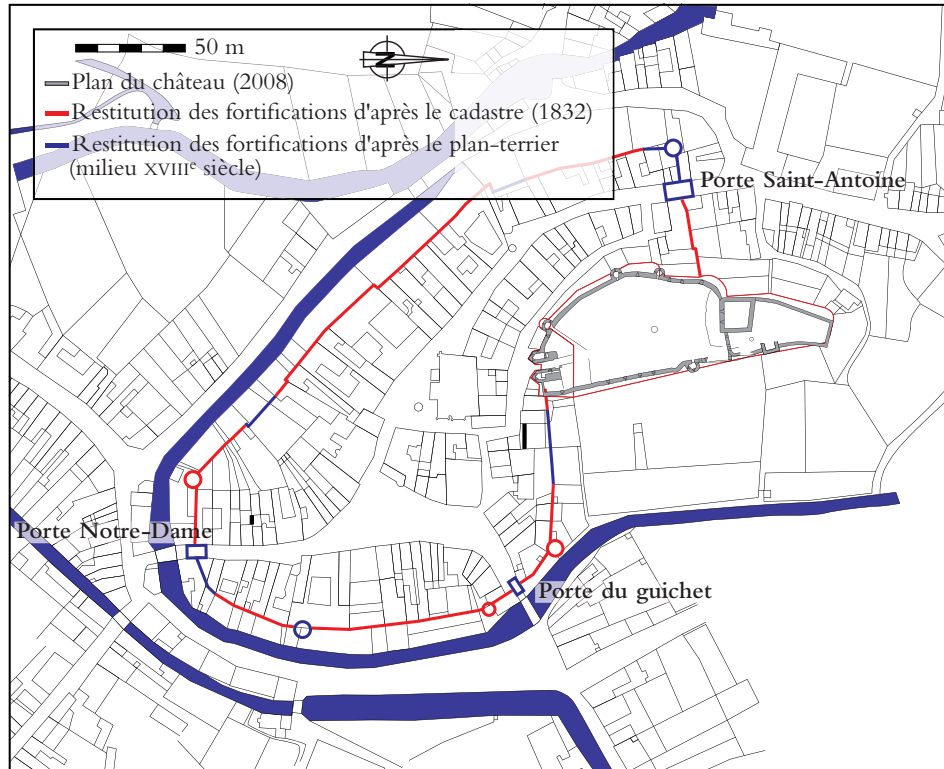 50 m
N
Plan du château (2008)
Restitution des fortifications d'après le cadastre (1832)
Restitution des fortifications d'après le plan-terrier
(milieu XVIIIe siècle)
Porte Saint-Antoine
Porte Notre-Dame
Porte du guichet